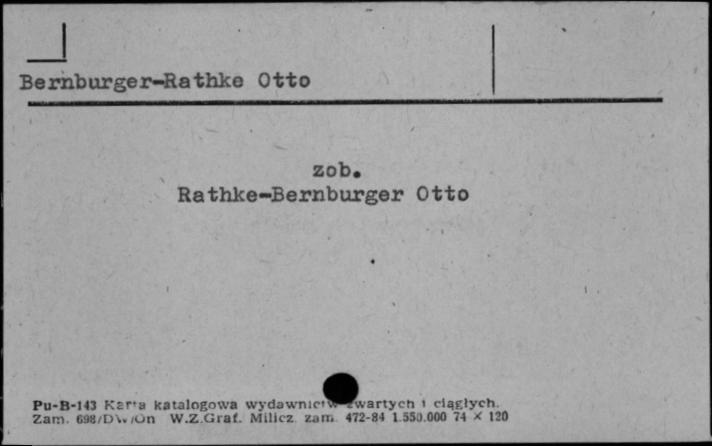 Bernburger-Rathke Otto
zob.
Rathke-Bernburger Otto
Pu-B-143 Karta katalogowa wydawnictw zwartych i ciągłych.
Zam. 698/DW/On W.Z.Graf. Milicz zam. 472-84 1.550.000 74 × 120